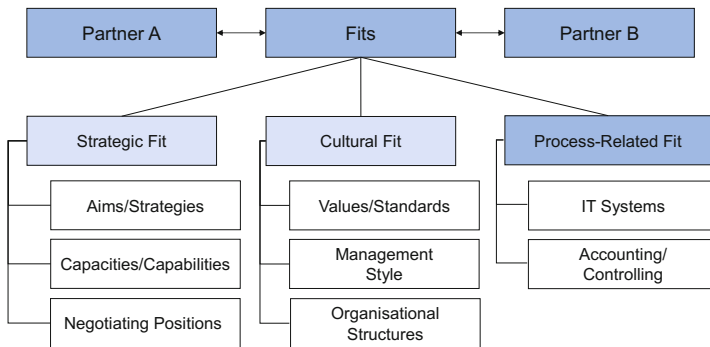 Partner A
Fits
Partner B
Strategic Fit
Cultural Fit
Process-Related Fit
Aims/Strategies
Values/Standards
IT Systems
Capacities/Capabilities
Management
Style
Accounting/
Controlling
Negotiating Positions
Organisational
Structures